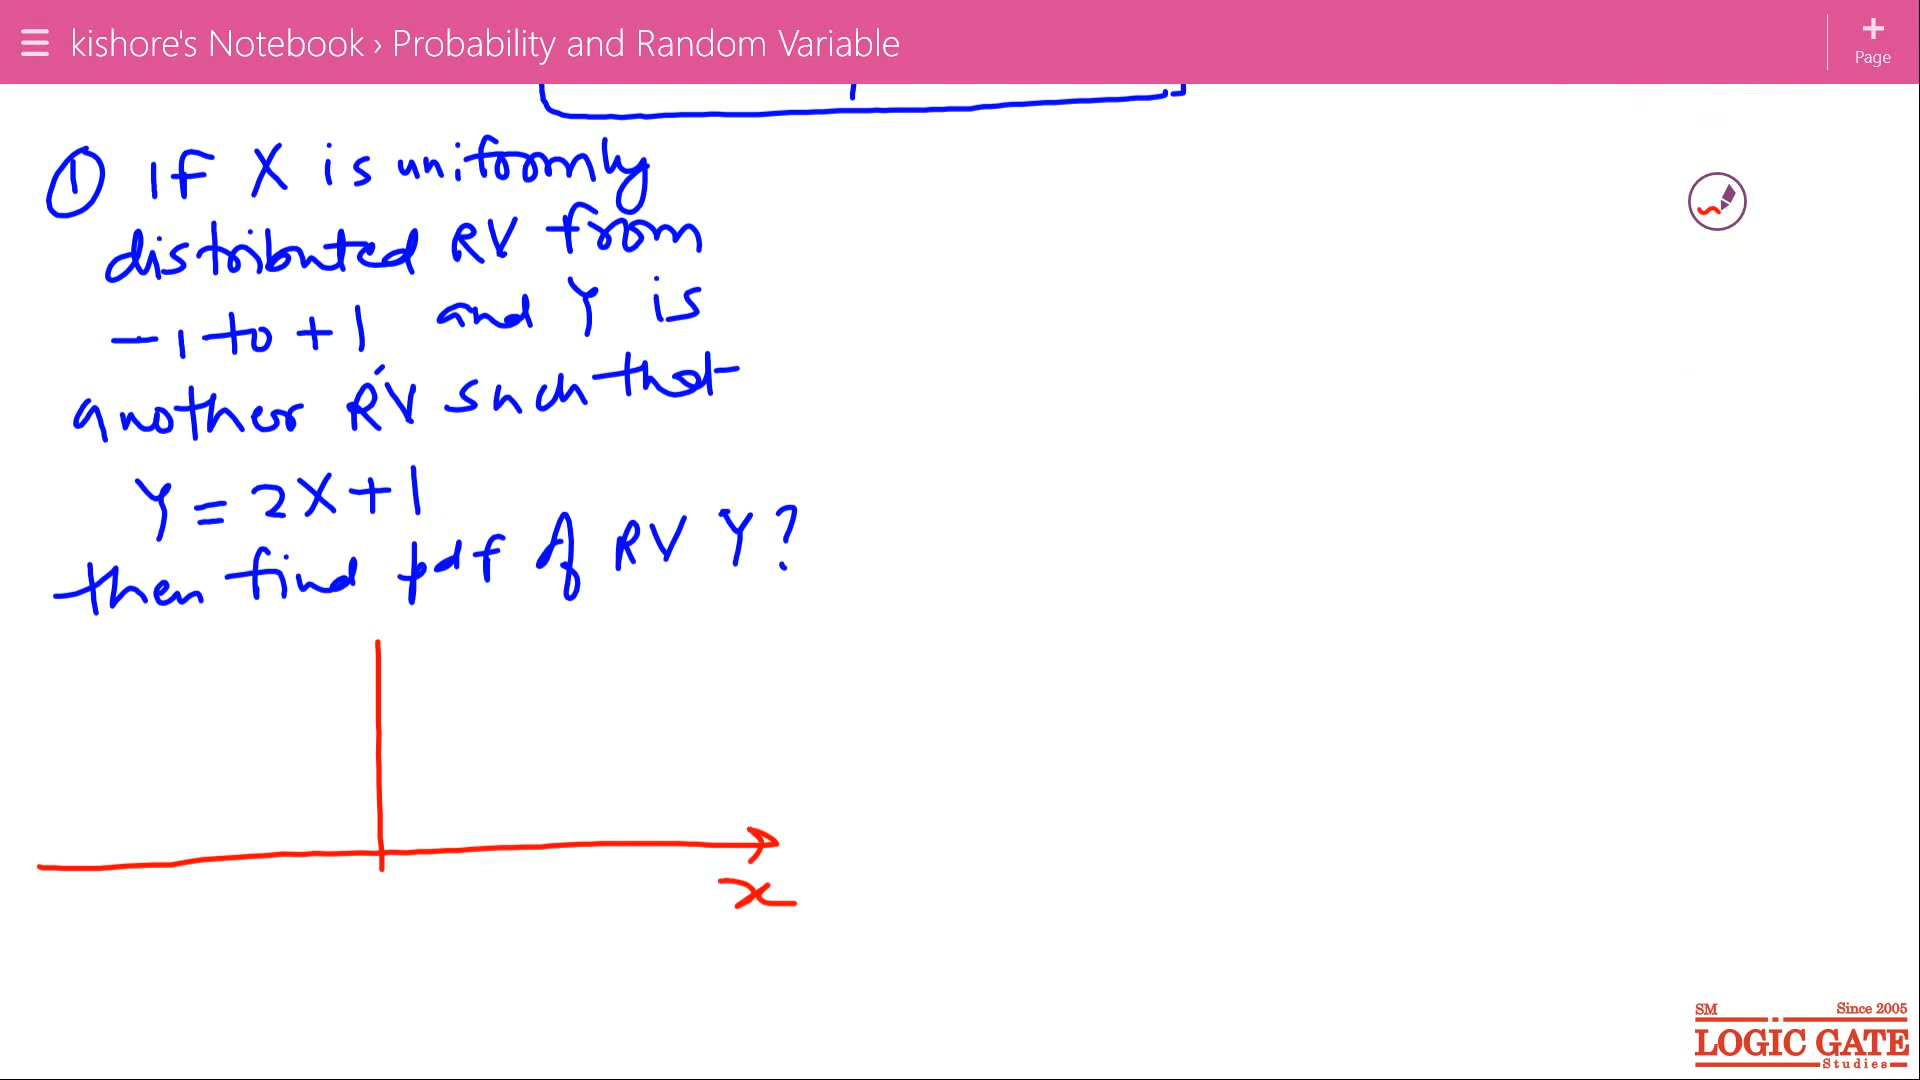 kishore's Notebook › Probability and Random Variable
+
Page
① If X is uniformly
distributed RV from
-1 to +1 and Y is
another RV such that
Y = 2X+1
then find pdf of RV Y?
x
SM Since 2005
LOGIC GATE
Studies